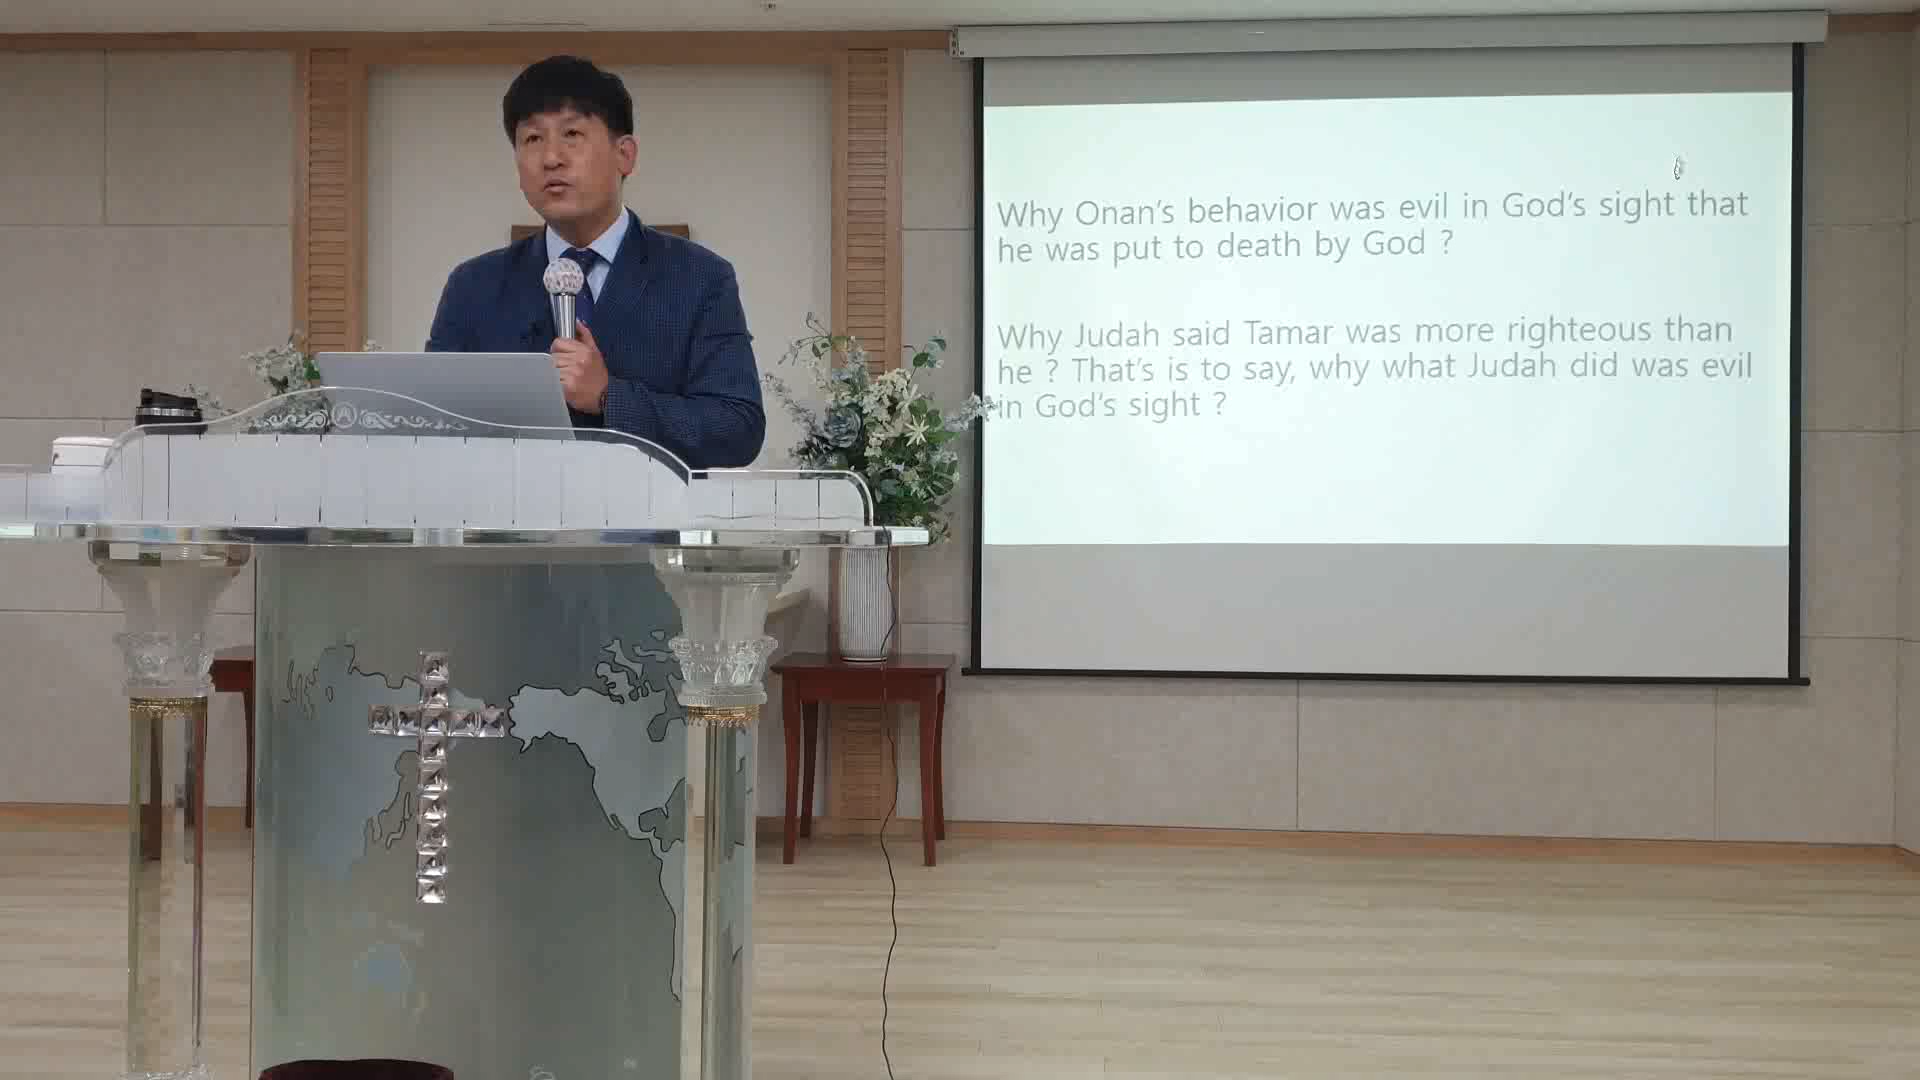 Why Onan's behavior was evil in God's sight that
he was put to death by God ?
Why Judah said Tamar was more righteous than
he ? That's is to say, why what Judah did was evil
in God's sight ?